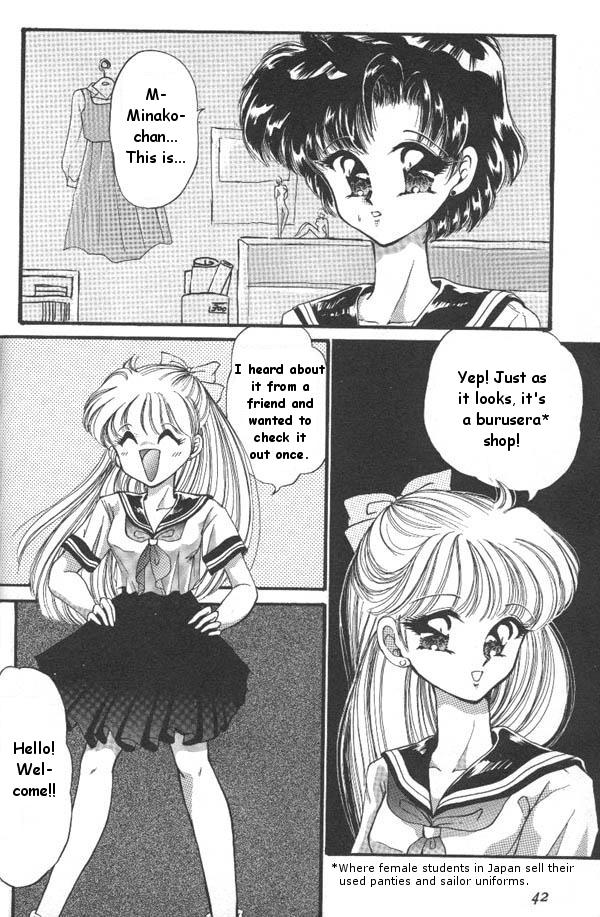 M-
Minako-
chan...
This is...
Yep! Just as
it looks, it's
a burusera*
shop!
I heard about
it from a
friend and
wanted to
check it
out once.
Hello!
Wel-
come!!
*Where female students in Japan sell their
used panties and sailor uniforms.
42